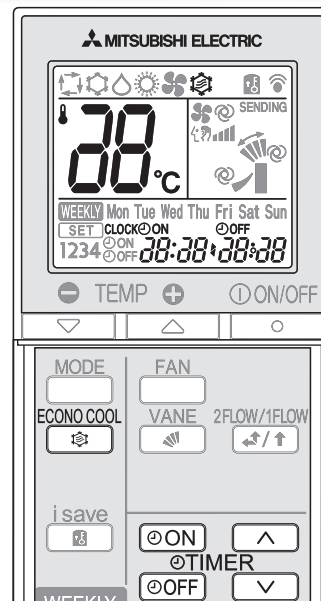 MITSUBISHI ELECTRIC
SENDING
88°C
WEEKLY Mon Tue Wed Thu Fri Sat Sun
SET CLOCK ON OFF
1234 ON OFF 88:88 88:88
TEMP ON/OFF
MODE FAN
ECONO COOL VANE 2FLOW/1FLOW
i save
ON
TIMER
OFF
WEEKLY